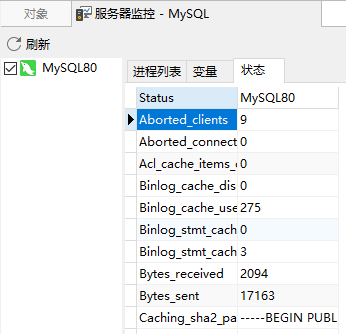 对象
服务器监控 - MySQL
刷新
MySQL80
进程列表 变量 状态
Status MySQL80
Aborted_clients 9
Aborted_connect 0
Acl_cache_items_ 0
Binlog_cache_dis 0
Binlog_cache_use 275
Binlog_stmt_cach 0
Binlog_stmt_cach 3
Bytes_received 2094
Bytes_sent 17163
Caching_sha2_pa -----BEGIN PUBL